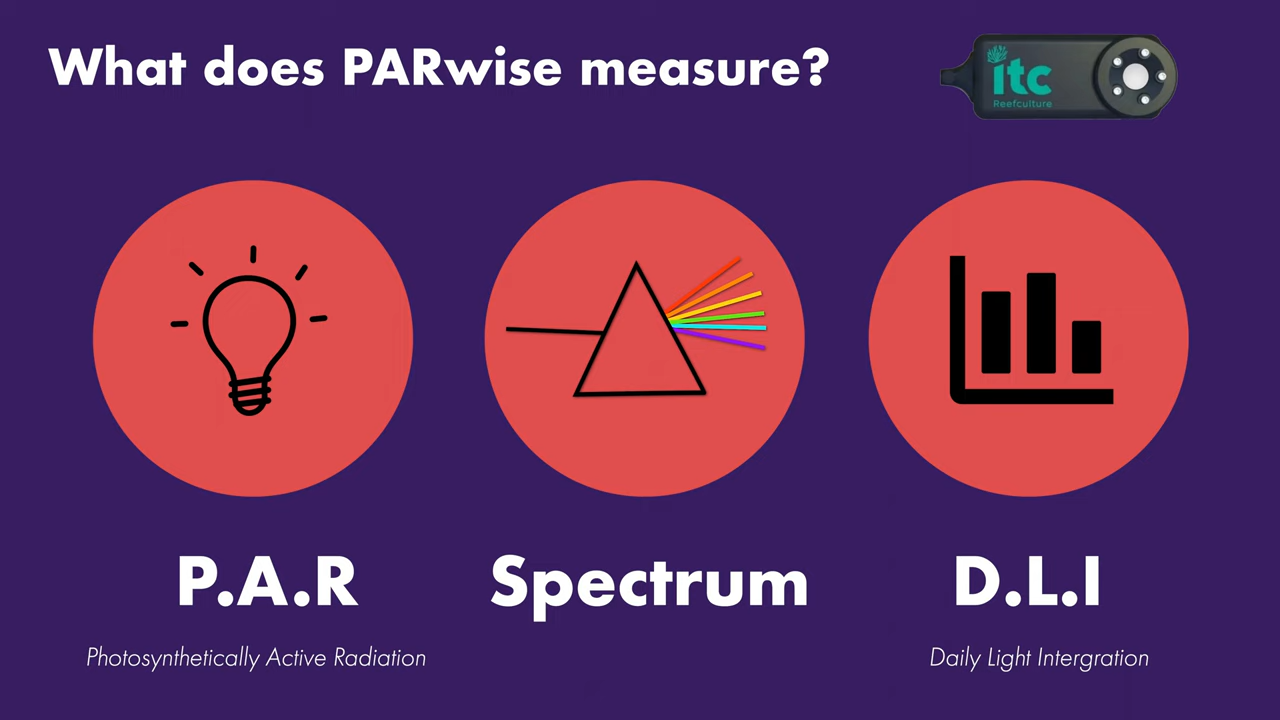 What does PARwise measure?
itc
Reefculture
P.A.R
Spectrum
D.L.I
Photosynthetically Active Radiation
Daily Light Intergration